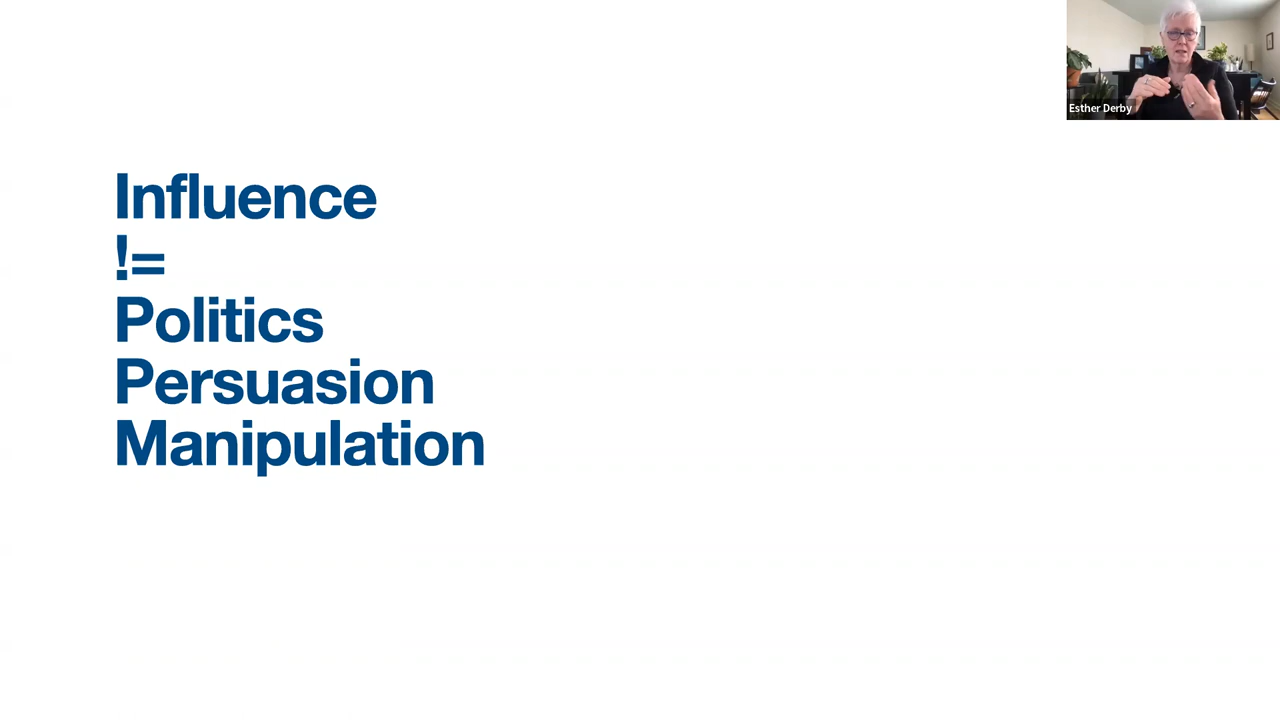 Esther Derby
Influence
!=
Politics
Persuasion
Manipulation